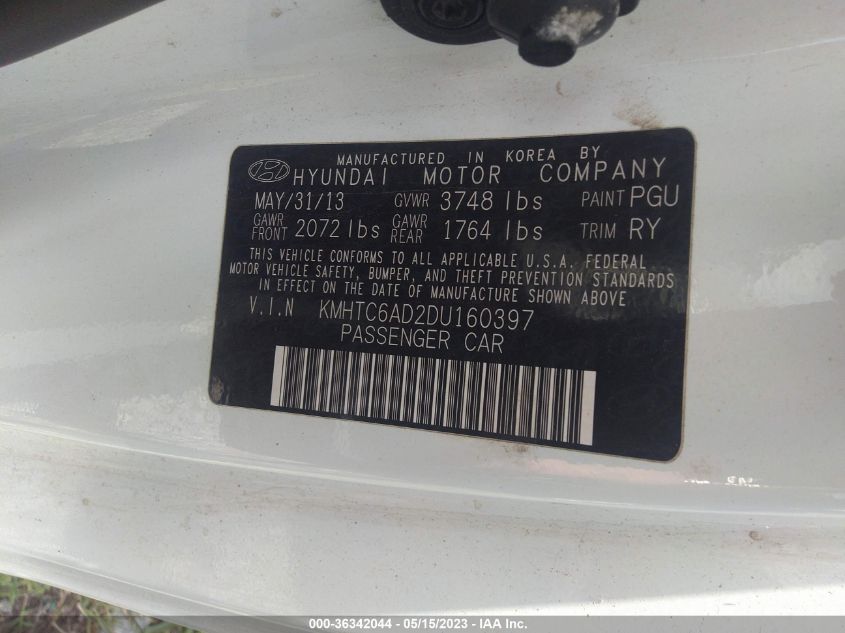 MANUFACTURED IN KOREA BY
HYUNDAI MOTOR COMPANY
MAY/31/13 GVWR 3748 lbs PAINT PGU
GAWR FRONT 2072 lbs GAWR REAR 1764 lbs TRIM RY
THIS VEHICLE CONFORMS TO ALL APPLICABLE U.S.A. FEDERAL
MOTOR VEHICLE SAFETY, BUMPER, AND THEFT PREVENTION STANDARDS
IN EFFECT ON THE DATE OF MANUFACTURE SHOWN ABOVE
V.I.N KMHTC6AD2DU160397
PASSENGER CAR
000-36342044 - 05/15/2023 - IAA Inc.